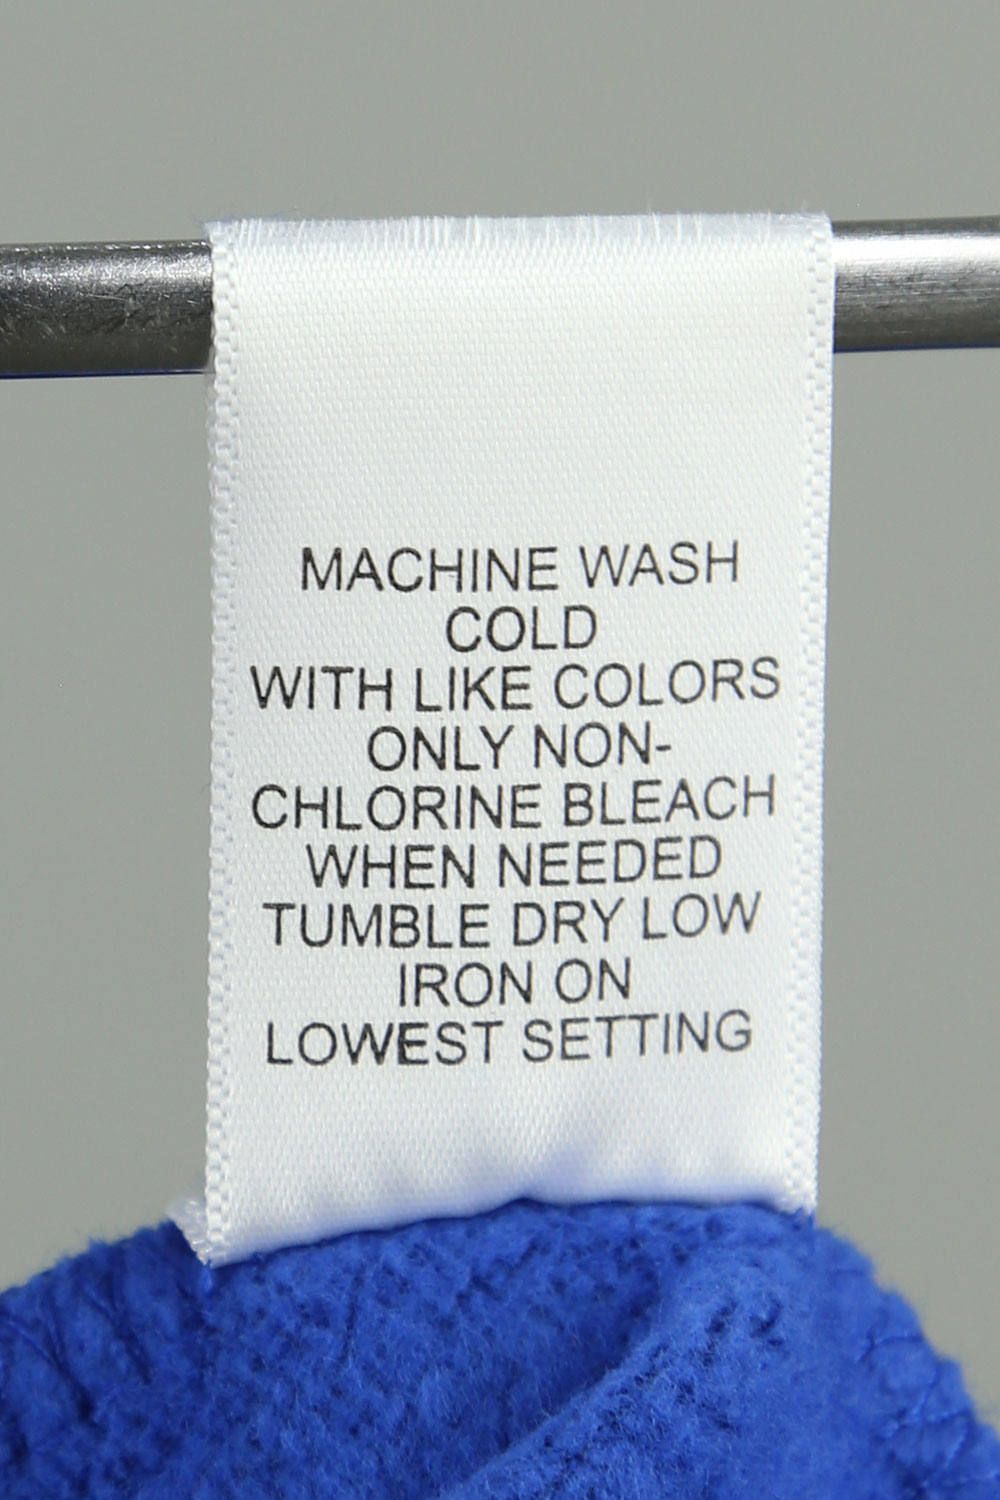 MACHINE WASH
COLD
WITH LIKE COLORS
ONLY NON-
CHLORINE BLEACH
WHEN NEEDED
TUMBLE DRY LOW
IRON ON
LOWEST SETTING